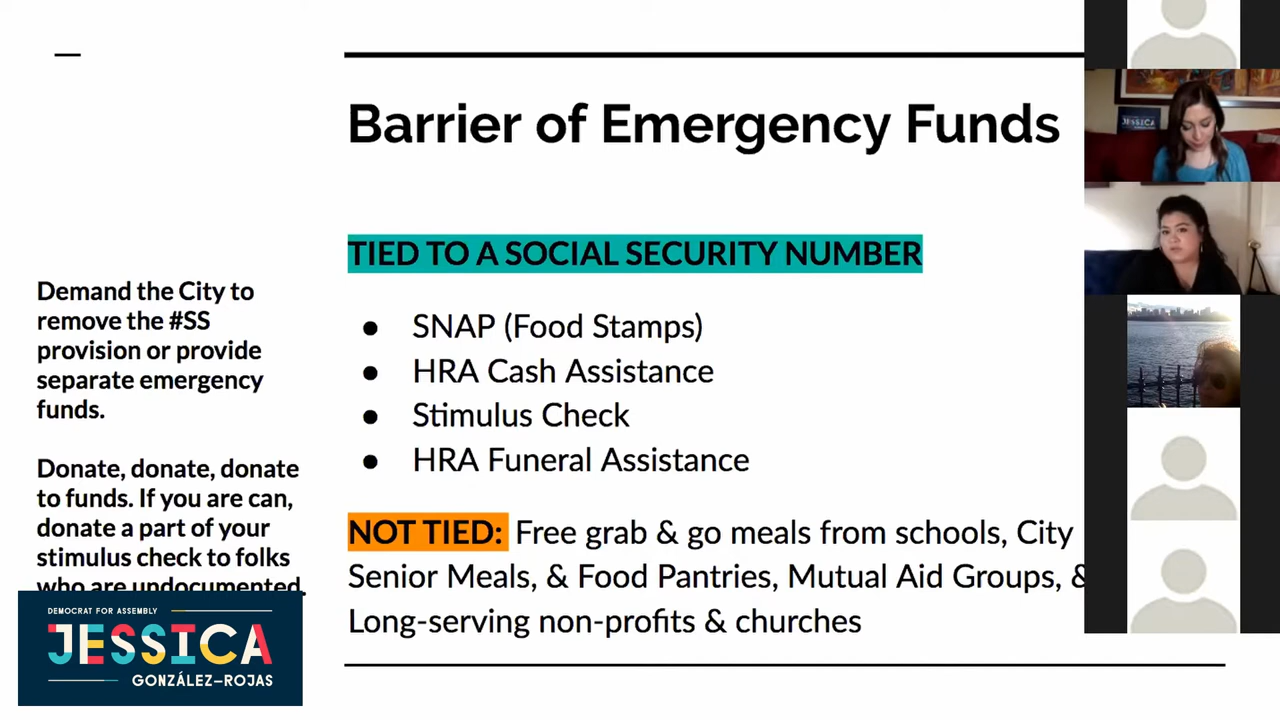 Barrier of Emergency Funds
TIED TO A SOCIAL SECURITY NUMBER
● SNAP (Food Stamps)
● HRA Cash Assistance
● Stimulus Check
● HRA Funeral Assistance
NOT TIED: Free grab & go meals from schools, City
Senior Meals, & Food Pantries, Mutual Aid Groups, &
Long-serving non-profits & churches
Demand the City to
remove the #SS
provision or provide
separate emergency
funds.
Donate, donate, donate
to funds. If you are can,
donate a part of your
stimulus check to folks
who are undocumented.
DEMOCRAT FOR ASSEMBLY
JESSICA
GONZÁLEZ–ROJAS
JESSICA